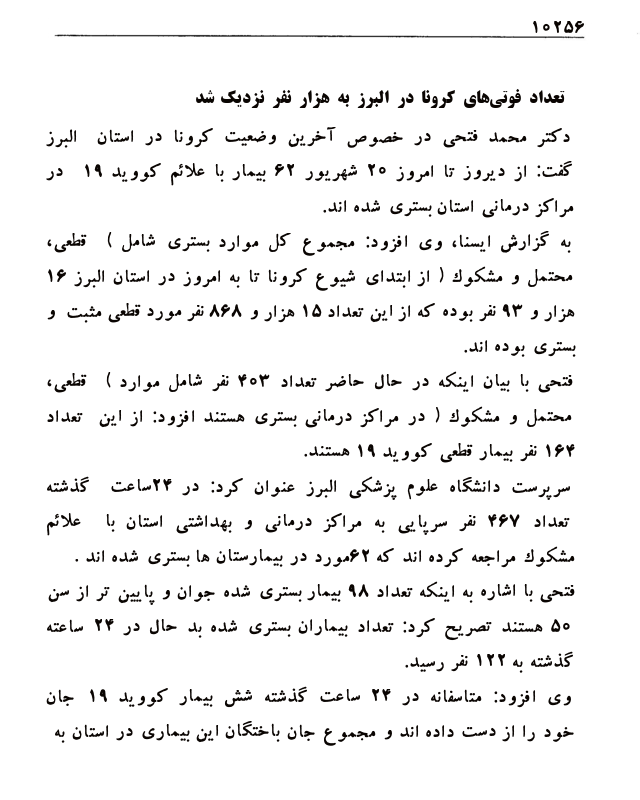 ۱۰۲۵۶
تعداد فوتی‌های کرونا در البرز به هزار نفر نزدیک شد
دکتر محمد فتحی در خصوص آخرین وضعیت کرونا در استان البرز
گفت: از دیروز تا امروز ۲۰ شهریور ۶۲ بیمار با علائم کووید ۱۹ در
مراکز درمانی استان بستری شده اند.
به گزارش ایسنا، وی افزود: مجموع کل موارد بستری شامل ) قطعی،
محتمل و مشکوك ( از ابتدای شیوع کرونا تا به امروز در استان البرز ۱۶
هزار و ۹۳ نفر بوده که از این تعداد ۱۵ هزار و ۸۶۸ نفر مورد قطعی مثبت و
بستری بوده اند.
فتحی با بیان اینکه در حال حاضر تعداد ۴۰۳ نفر شامل موارد ) قطعی،
محتمل و مشکوك ( در مراکز درمانی بستری هستند افزود: از این تعداد
۱۶۴ نفر بیمار قطعی کووید ۱۹ هستند.
سرپرست دانشگاه علوم پزشکی البرز عنوان کرد: در ۲۴ساعت گذشته
تعداد ۴۶۷ نفر سرپایی به مراکز درمانی و بهداشتی استان با علائم
مشکوك مراجعه کرده اند که ۶۲مورد در بیمارستان ها بستری شده اند .
فتحی با اشاره به اینکه تعداد ۹۸ بیمار بستری شده جوان و پایین تر از سن
۵۰ هستند تصریح کرد: تعداد بیماران بستری شده بد حال در ۲۴ ساعته
گذشته به ۱۲۲ نفر رسید.
وی افزود: متاسفانه در ۲۴ ساعت گذشته شش بیمار کووید ۱۹ جان
خود را از دست داده اند و مجموع جان باختگان این بیماری در استان به